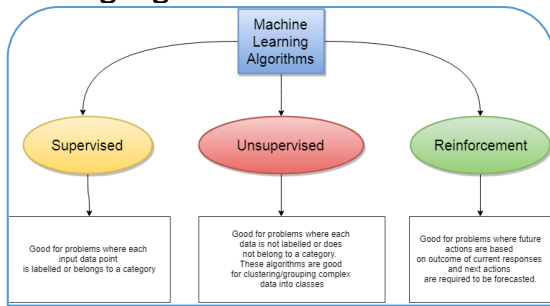 Machine
Learning
Algorithms
Supervised
Unsupervised
Reinforcement
Good for problems where each
input data point
is labelled or belongs to a category
Good for problems where each
data is not labelled or does
not belong to a category.
These algorithms are good
for clustering/grouping complex
data into classes
Good for problems where future
actions are based
on outcome of current responses
and next actions
are required to be forecasted.